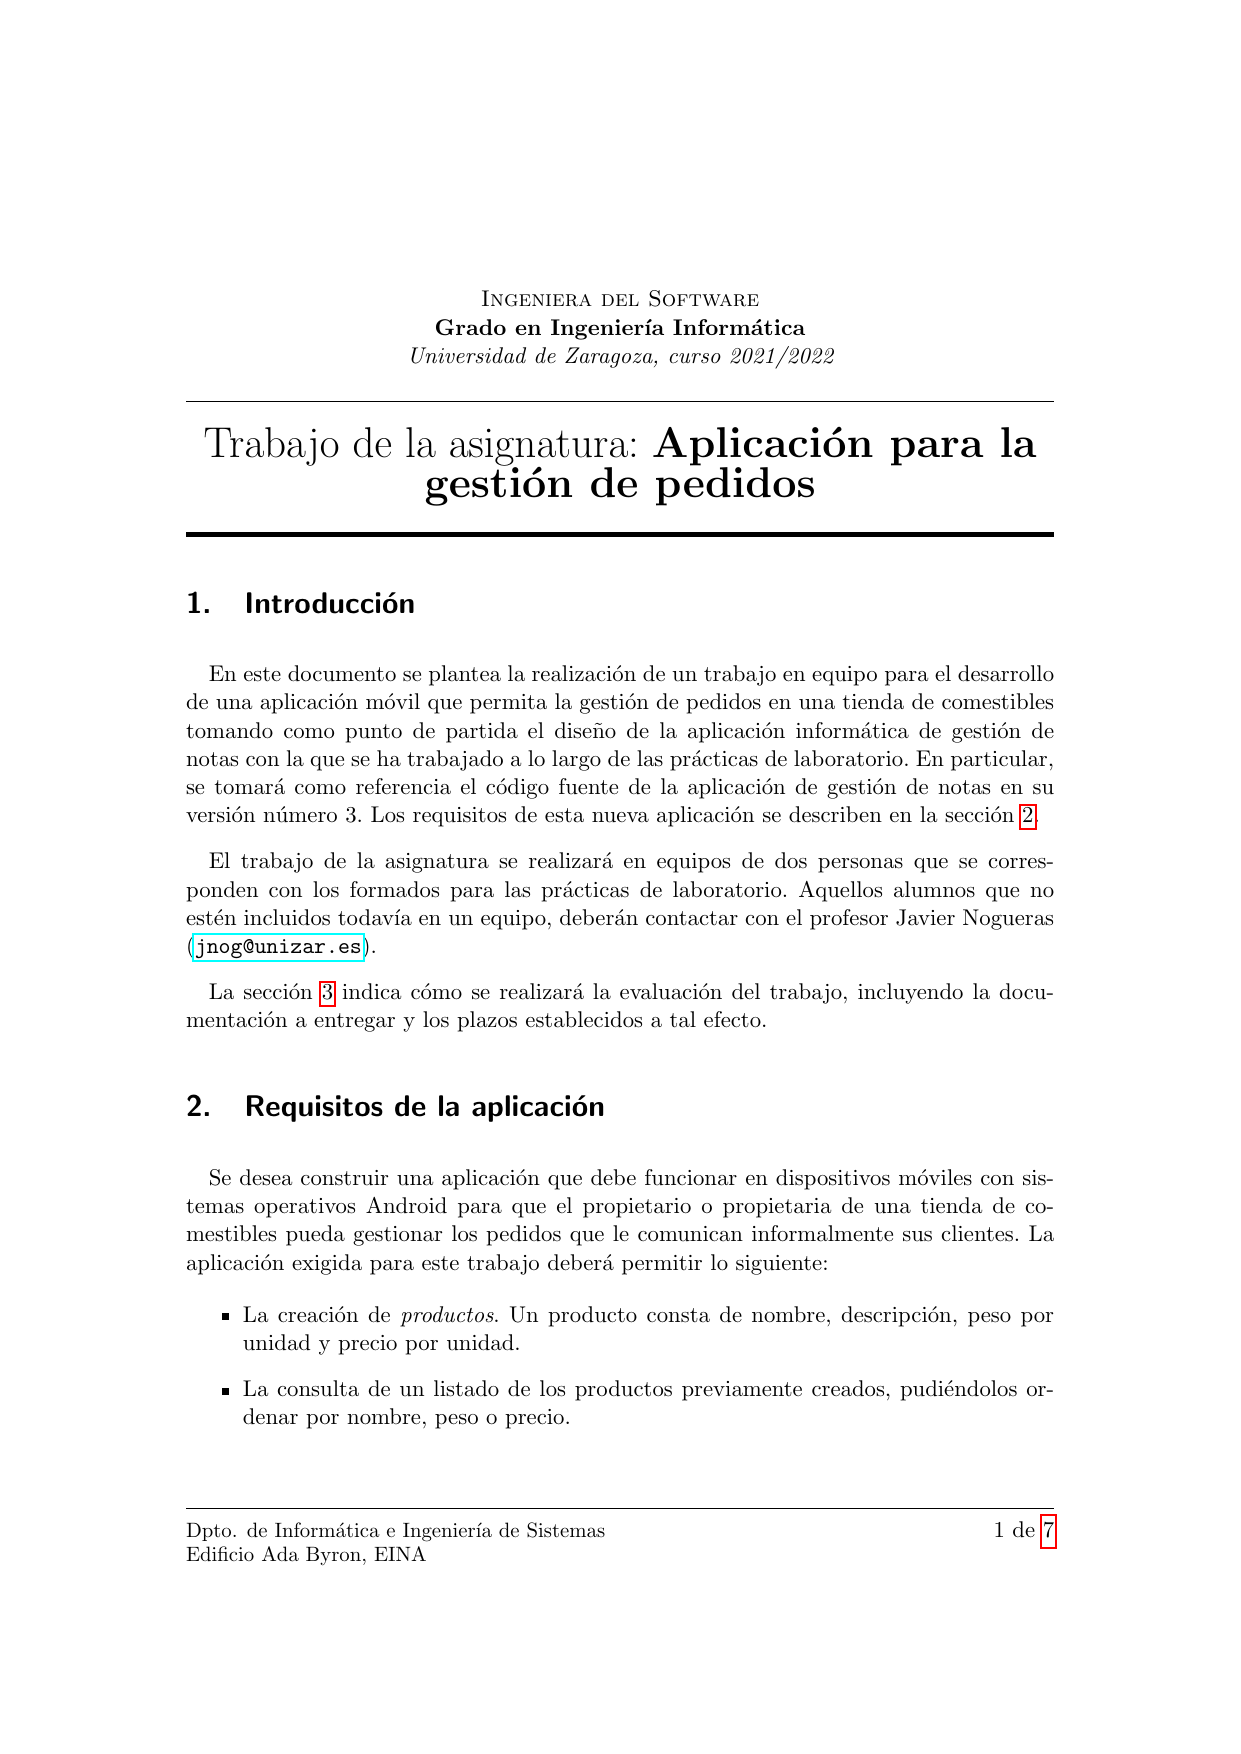 Ingeniera del Software
Grado en Ingeniería Informática
Universidad de Zaragoza, curso 2021/2022
Trabajo de la asignatura: Aplicación para la
gestión de pedidos
1. Introducción
En este documento se plantea la realización de un trabajo en equipo para el desarrollo
de una aplicación móvil que permita la gestión de pedidos en una tienda de comestibles
tomando como punto de partida el diseño de la aplicación informática de gestión de
notas con la que se ha trabajado a lo largo de las prácticas de laboratorio. En particular,
se tomará como referencia el código fuente de la aplicación de gestión de notas en su
versión número 3. Los requisitos de esta nueva aplicación se describen en la sección 2.
El trabajo de la asignatura se realizará en equipos de dos personas que se corres-
ponden con los formados para las prácticas de laboratorio. Aquellos alumnos que no
estén incluidos todavía en un equipo, deberán contactar con el profesor Javier Nogueras
(jnog@unizar.es).
La sección 3 indica cómo se realizará la evaluación del trabajo, incluyendo la docu-
mentación a entregar y los plazos establecidos a tal efecto.
2. Requisitos de la aplicación
Se desea construir una aplicación que debe funcionar en dispositivos móviles con sis-
temas operativos Android para que el propietario o propietaria de una tienda de co-
mestibles pueda gestionar los pedidos que le comunican informalmente sus clientes. La
aplicación exigida para este trabajo deberá permitir lo siguiente:
▪ La creación de productos. Un producto consta de nombre, descripción, peso por
unidad y precio por unidad.
▪ La consulta de un listado de los productos previamente creados, pudiéndolos or-
denar por nombre, peso o precio.
Dpto. de Informática e Ingeniería de Sistemas 1 de 7
Edificio Ada Byron, EINA